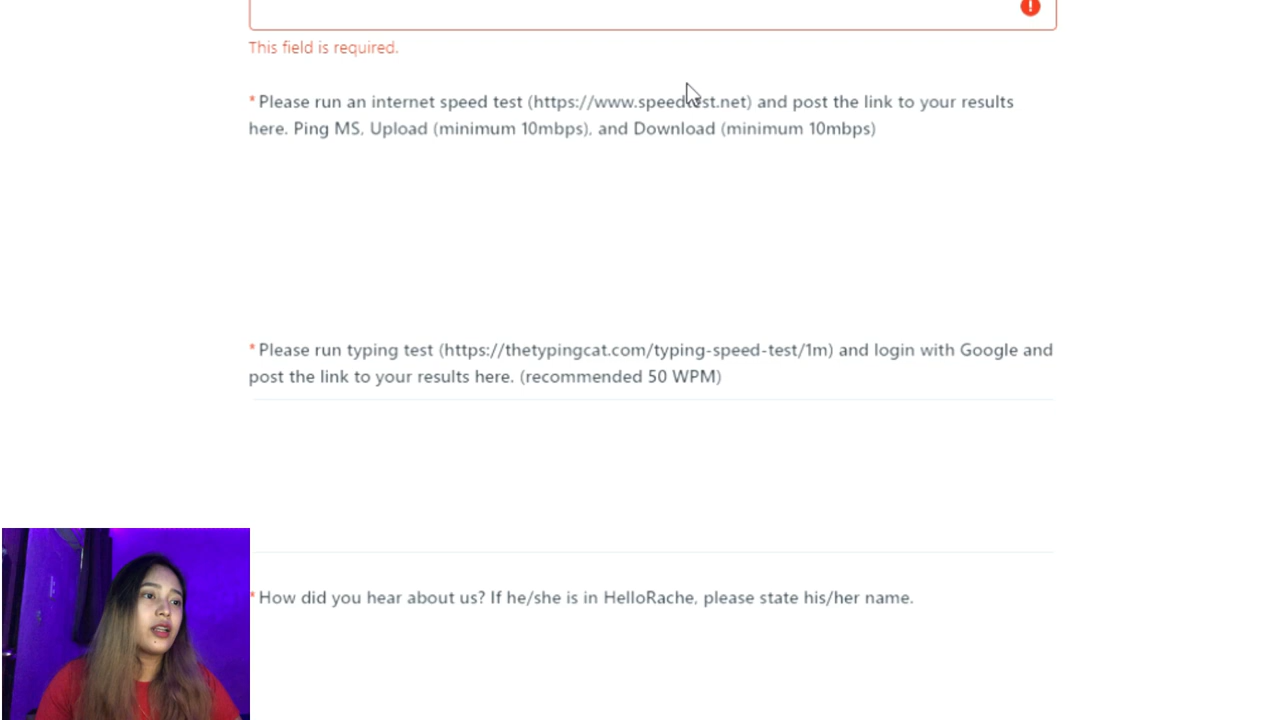 This field is required.
*Please run an internet speed test (https://www.speedtest.net) and post the link to your results
here. Ping MS, Upload (minimum 10mbps), and Download (minimum 10mbps)
*Please run typing test (https://thetypingcat.com/typing-speed-test/1m) and login with Google and
post the link to your results here. (recommended 50 WPM)
*How did you hear about us? If he/she is in HelloRache, please state his/her name.